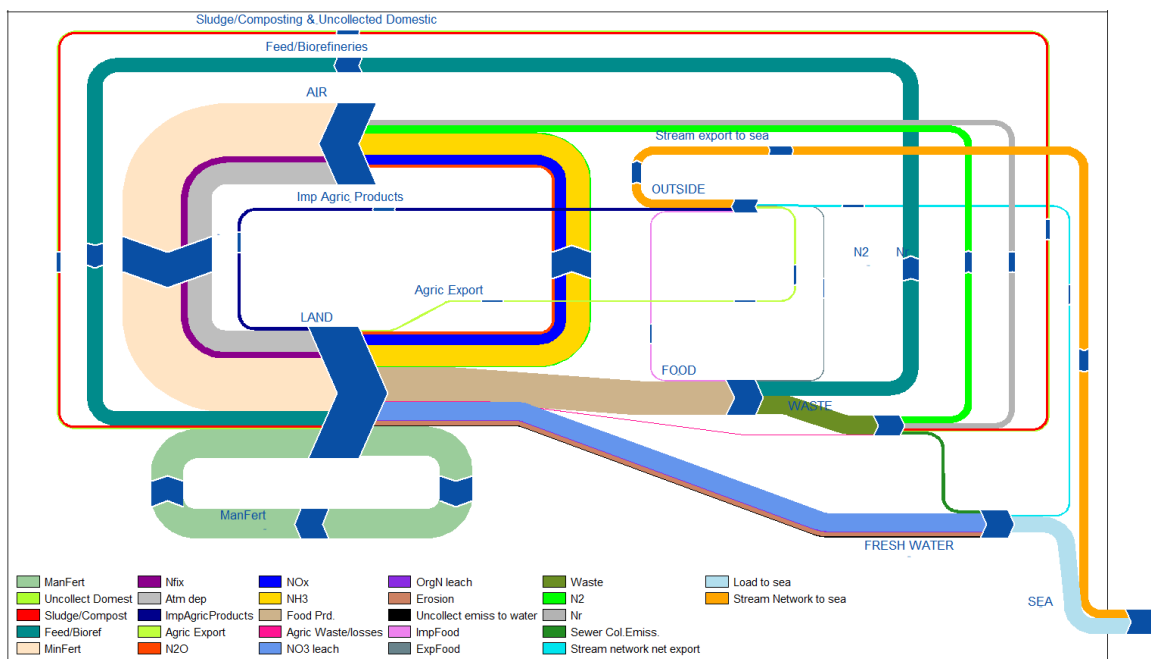 Sludge/Composting & Uncollected Domestic
Feed/Biorefineries
AIR
Stream export to sea
Imp Agric Products
OUTSIDE
N2 Nr
Agric Export
LAND
FOOD
WASTE
ManFert
FRESH WATER
SEA
ManFert
Uncollect Domest
Sludge/Compost
Feed/Bioref
MinFert
Nfix
Atm dep
ImpAgricProducts
Agric Export
N2O
NOx
NH3
Food Prd.
Agric Waste/losses
NO3 leach
OrgN leach
Erosion
Uncollect emiss to water
ImpFood
ExpFood
Waste
N2
Nr
Sewer Col.Emiss.
Stream network net export
Load to sea
Stream Network to sea